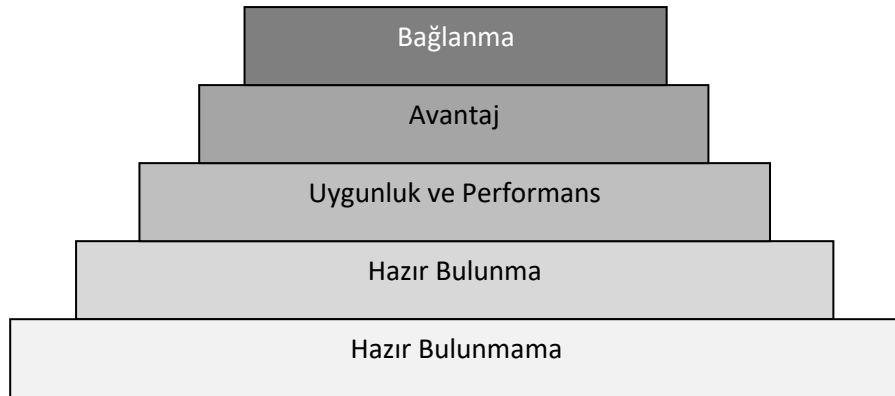 Bağlanma
Avantaj
Uygunluk ve Performans
Hazır Bulunma
Hazır Bulunmama